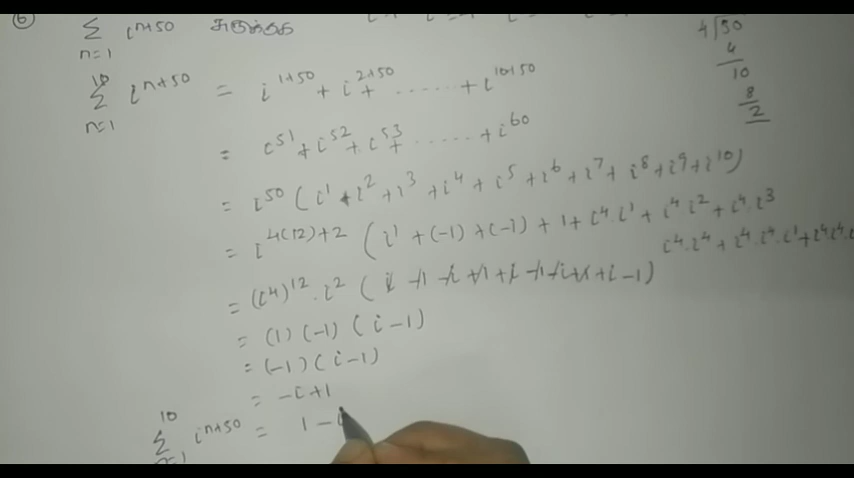 6 ∑ n=1 i^n+50 சுருக்குக
10 ∑ n=1 i^n+50 = i^1+50 + i^2+50 + ...... + i^10+50
= i^51 + i^52 + i^53 + ...... + i^60
= i^50 (i^1 + i^2 + i^3 + i^4 + i^5 + i^6 + i^7 + i^8 + i^9 + i^10)
= i^4(12)+2 (i^1 + (-1) + (-i) + 1 + i^4.i^1 + i^4 i^2 + i^4.i^3
i^4.i^4 + i^4.i^4.i^1 + i^4.i^4.i
= (i^4)^12 . i^2 (i -1 -i +1 +i -1 -i +1 +i -1)
= (1) (-1) (i-1)
= (-1) (i-1)
= -i+1
10 ∑ n=1 i^n+50 = 1 - i
4 50
4
10
8
2